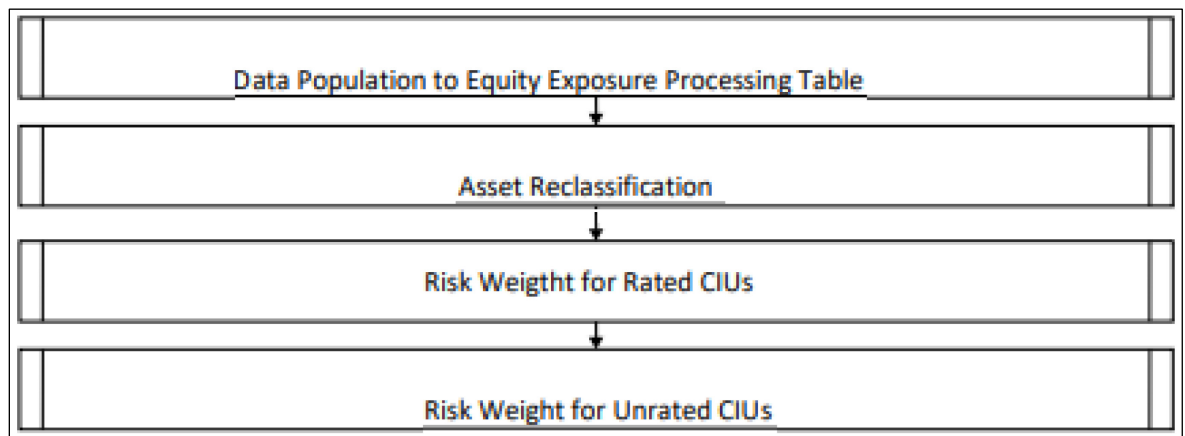 Data Population to Equity Exposure Processing Table
Asset Reclassification
Risk Weigtht for Rated CIUs
Risk Weight for Unrated CIUs